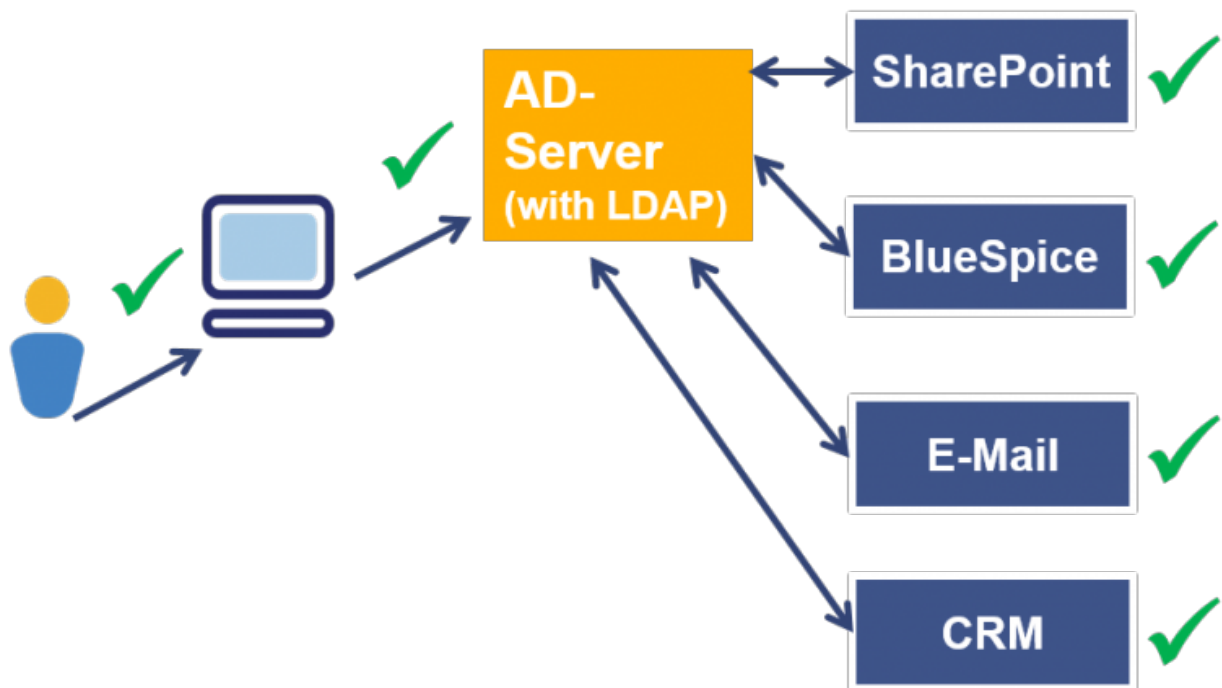 AD-
Server
(with LDAP)
SharePoint
BlueSpice
E-Mail
CRM